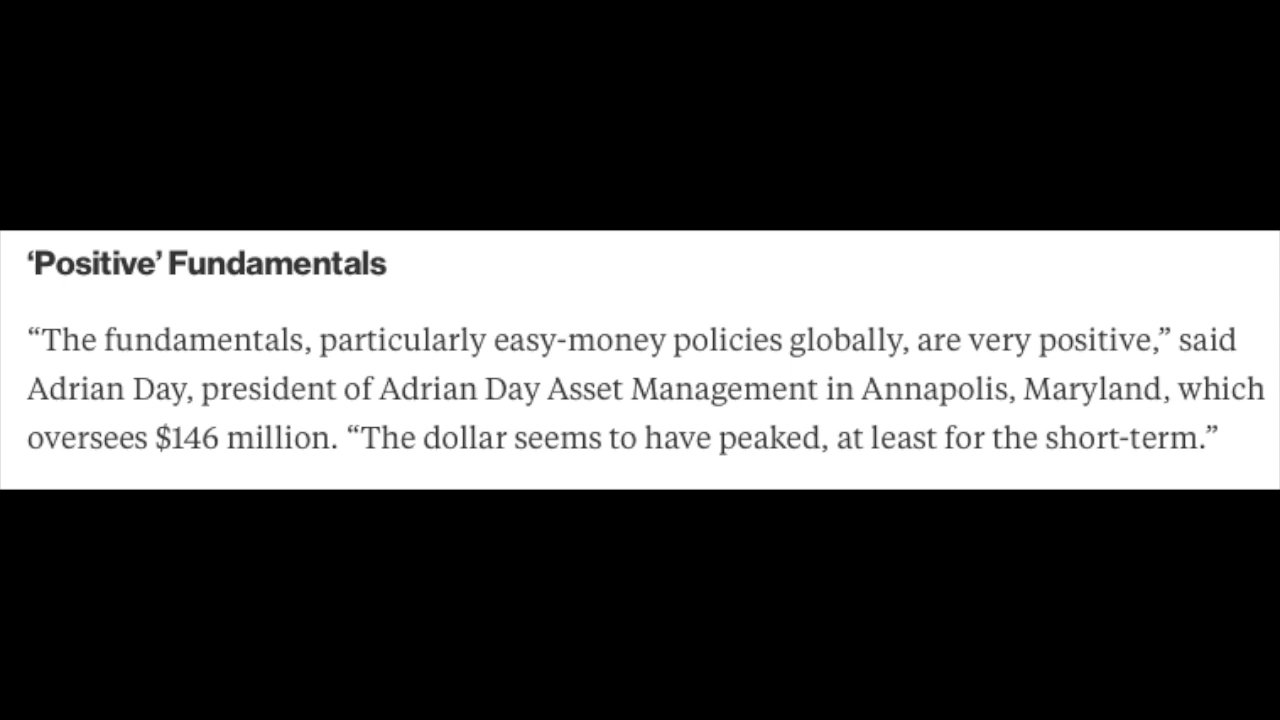 ‘Positive’ Fundamentals
“The fundamentals, particularly easy-money policies globally, are very positive,” said
Adrian Day, president of Adrian Day Asset Management in Annapolis, Maryland, which
oversees $146 million. “The dollar seems to have peaked, at least for the short-term.”